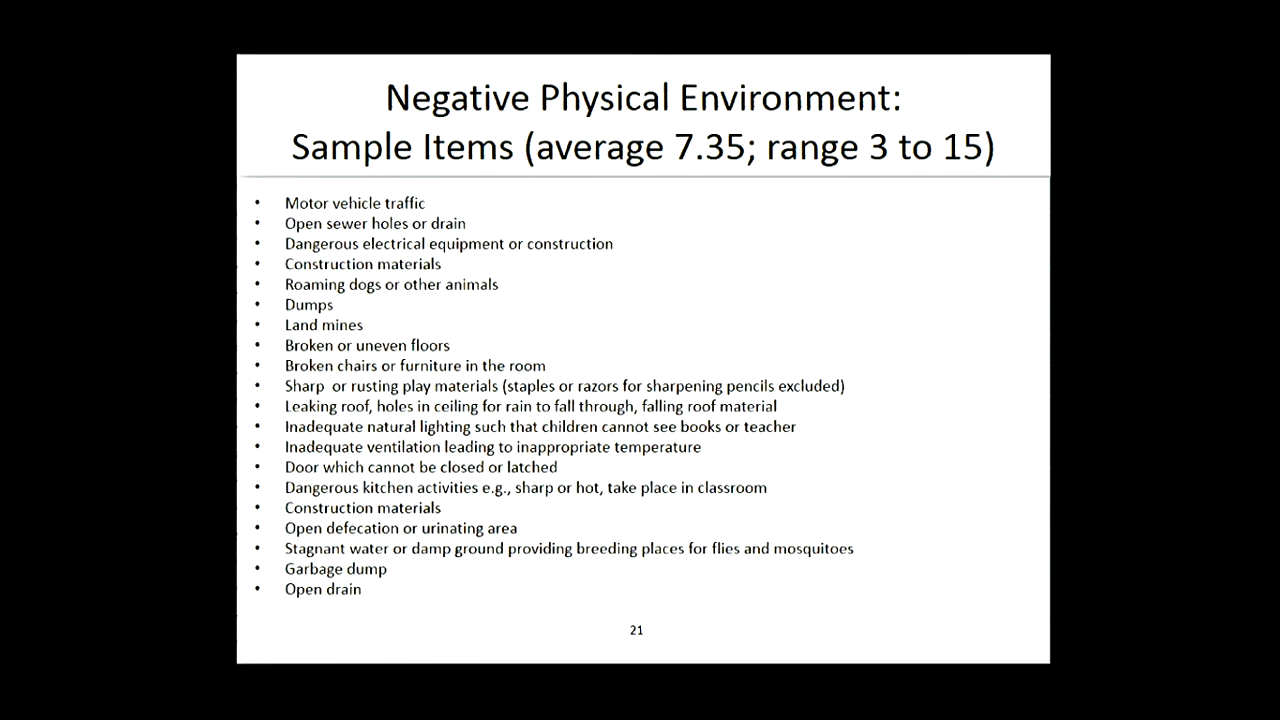 Negative Physical Environment:
Sample Items (average 7.35; range 3 to 15)
• Motor vehicle traffic
• Open sewer holes or drain
• Dangerous electrical equipment or construction
• Construction materials
• Roaming dogs or other animals
• Dumps
• Land mines
• Broken or uneven floors
• Broken chairs or furniture in the room
• Sharp or rusting play materials (staples or razors for sharpening pencils excluded)
• Leaking roof, holes in ceiling for rain to fall through, falling roof material
• Inadequate natural lighting such that children cannot see books or teacher
• Inadequate ventilation leading to inappropriate temperature
• Door which cannot be closed or latched
• Dangerous kitchen activities e.g., sharp or hot, take place in classroom
• Construction materials
• Open defecation or urinating area
• Stagnant water or damp ground providing breeding places for flies and mosquitoes
• Garbage dump
• Open drain
21